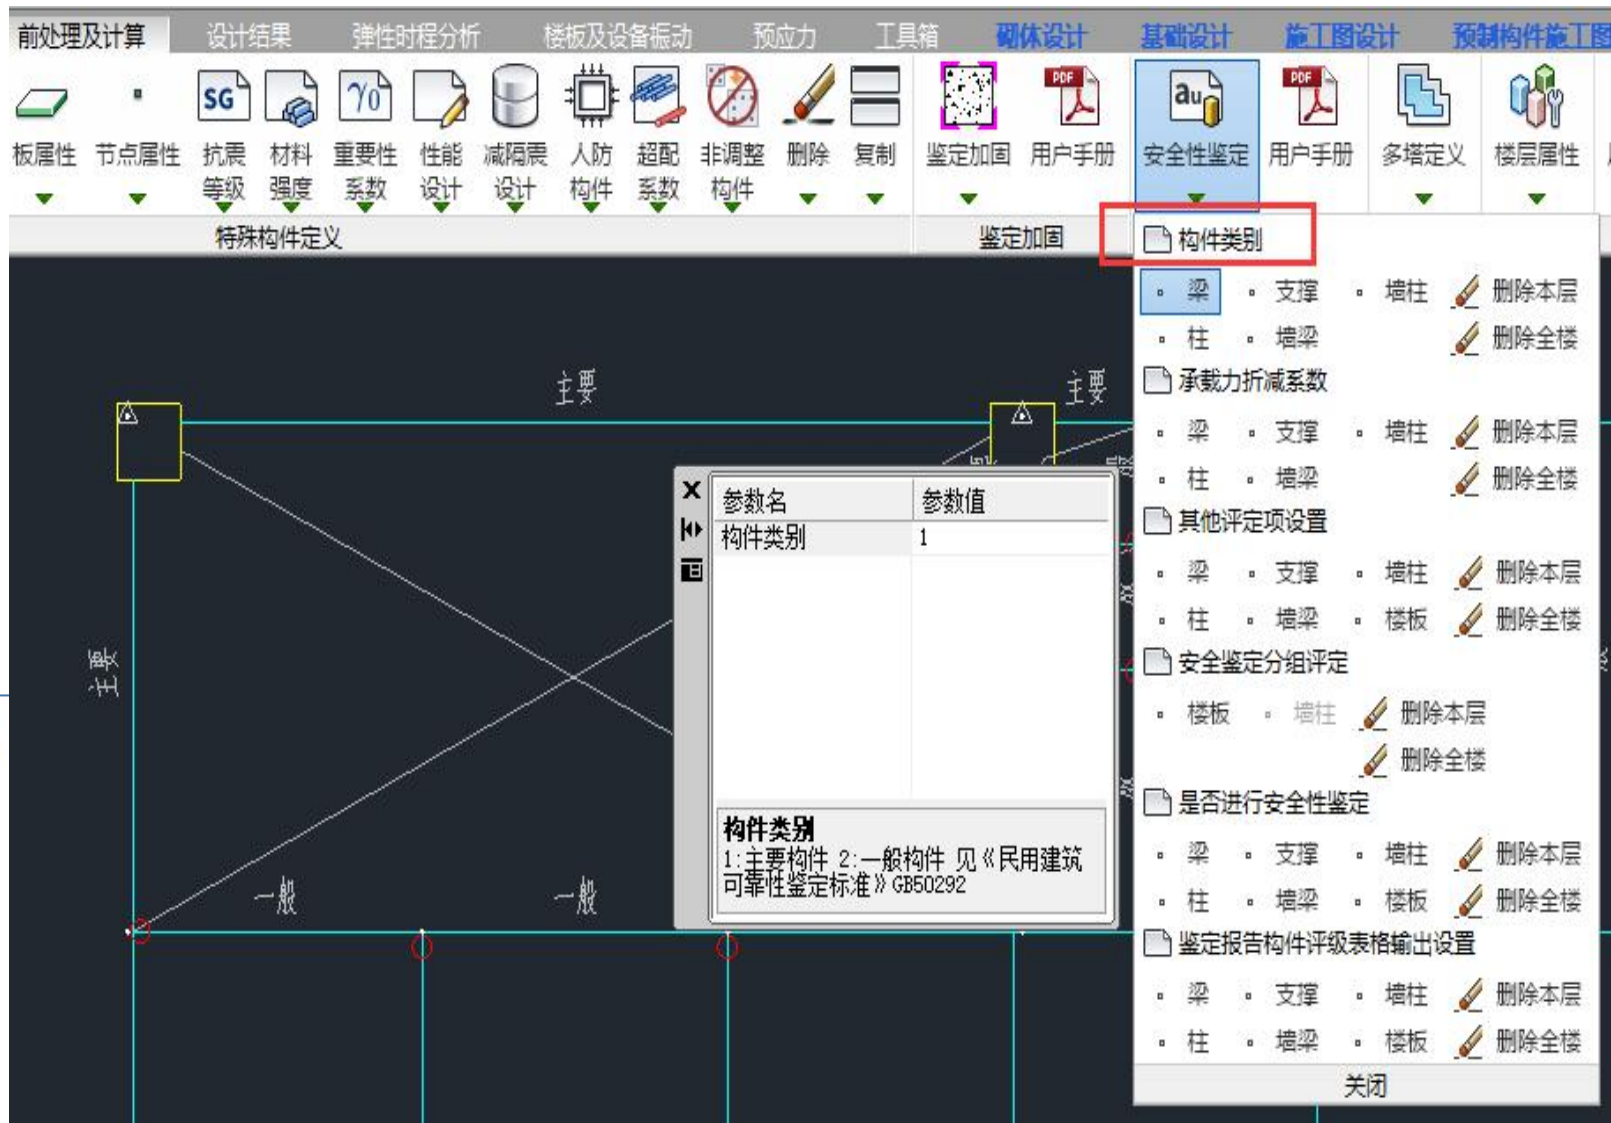 前处理及计算 设计结果 弹性时程分析 楼板及设备振动 预应力 工具箱 砌体设计 基础设计 施工图设计 预制构件施工图
SG γ0 PDF au PDF
板属性 节点属性 抗震 材料 重要性 性能 减隔震 人防 超配 非调整 删除 复制 鉴定加固 用户手册 安全性鉴定 用户手册 多塔定义 楼层属性
等级 强度 系数 设计 设计 构件 系数 构件
特殊构件定义 鉴定加固
构件类别
梁 支撑 墙柱 删除本层
柱 墙梁 删除全楼
承载力折减系数
梁 支撑 墙柱 删除本层
柱 墙梁 删除全楼
其他评定项设置
梁 支撑 墙柱 删除本层
柱 墙梁 楼板 删除全楼
安全鉴定分组评定
楼板 墙柱 删除本层
删除全楼
是否进行安全性鉴定
梁 支撑 墙柱 删除本层
柱 墙梁 楼板 删除全楼
鉴定报告构件评级表格输出设置
梁 支撑 墙柱 删除本层
柱 墙梁 楼板 删除全楼
关闭
主要 主要
主要
参数名 参数值
构件类别 1
构件类别
1:主要构件 2:一般构件 见《民用建筑
可靠性鉴定标准》GB50292
一般 一般